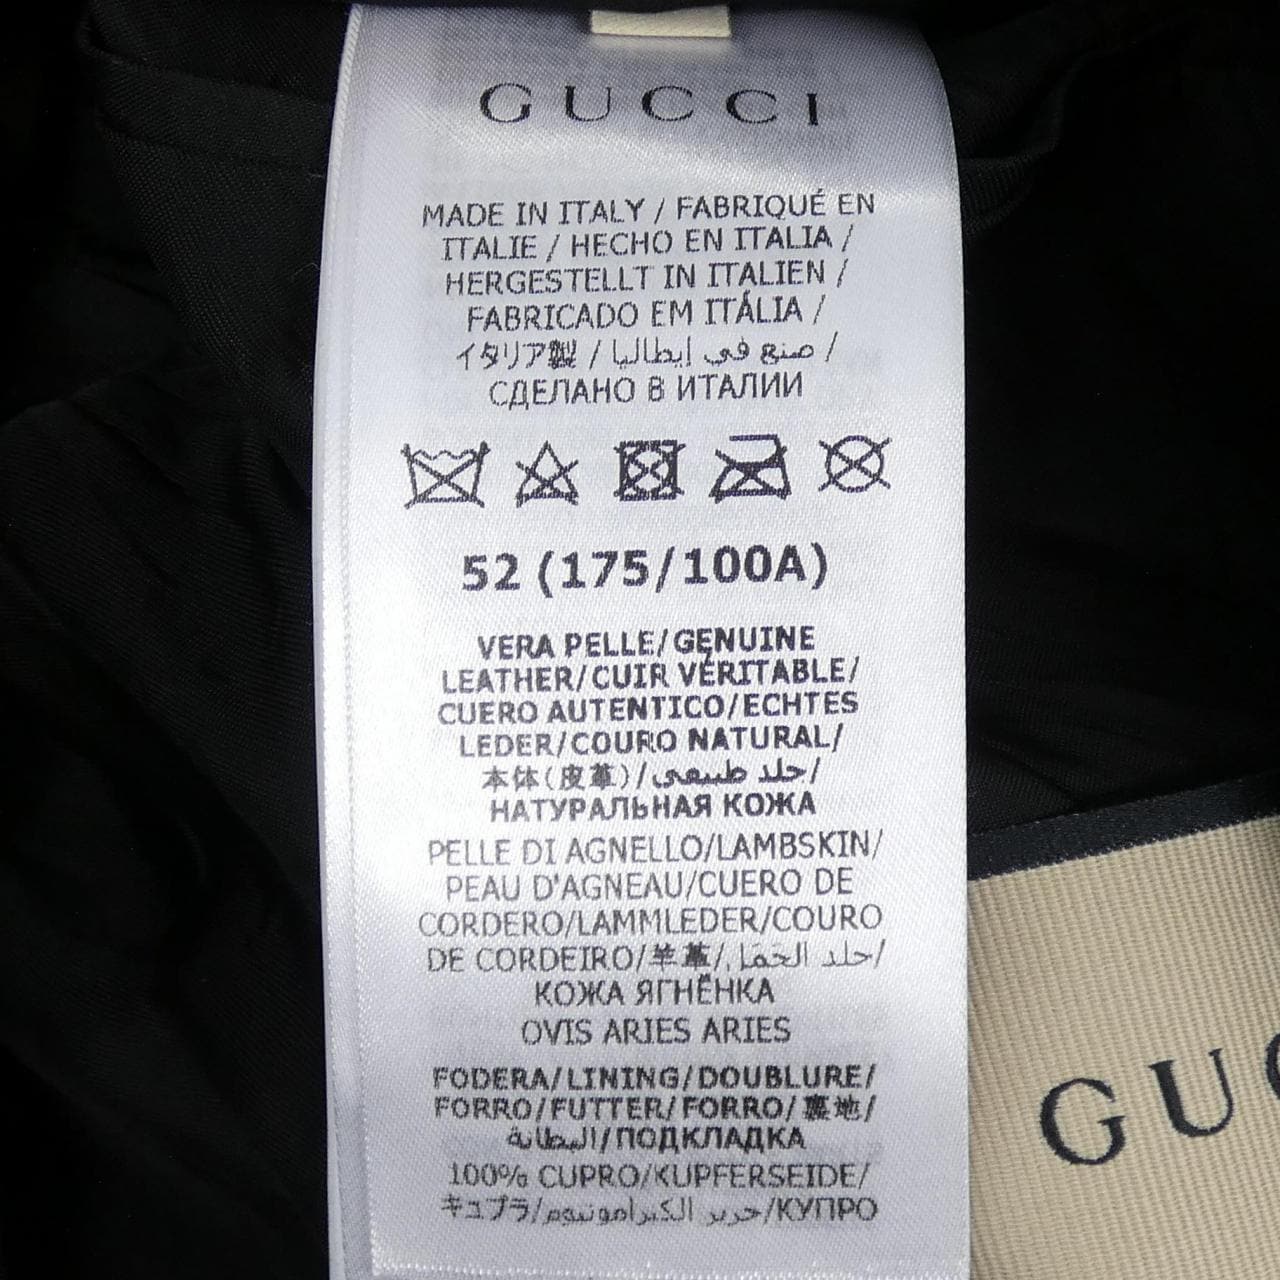 GUCCI
MADE IN ITALY / FABRIQUÉ EN
ITALIE / HECHO EN ITALIA /
HERGESTELLT IN ITALIEN /
FABRICADO EM ITÁLIA /
イタリア製 / صنع في إيطاليا /
СДЕЛАНО В ИТАЛИИ
52 (175/100A)
VERA PELLE/GENUINE
LEATHER/CUIR VÉRITABLE/
CUERO AUTENTICO/ECHTES
LEDER/COURO NATURAL/
本体(皮革)/جلد طبيعي/
НАТУРАЛЬНАЯ КОЖА
PELLE DI AGNELLO/LAMBSKIN/
PEAU D'AGNEAU/CUERO DE
CORDERO/LAMMLEDER/COURO
DE CORDEIRO/羊革/جلد الحَمَل/
КОЖА ЯГНЁНКА
OVIS ARIES ARIES
FODERA/LINING/DOUBLURE/
FORRO/FUTTER/FORRO/裏地/
البطانة/ПОДКЛАДКА
100% CUPRO/KUPFERSEIDE/
キュプラ/حرير الكبرامونيوم/КУПРО
GU